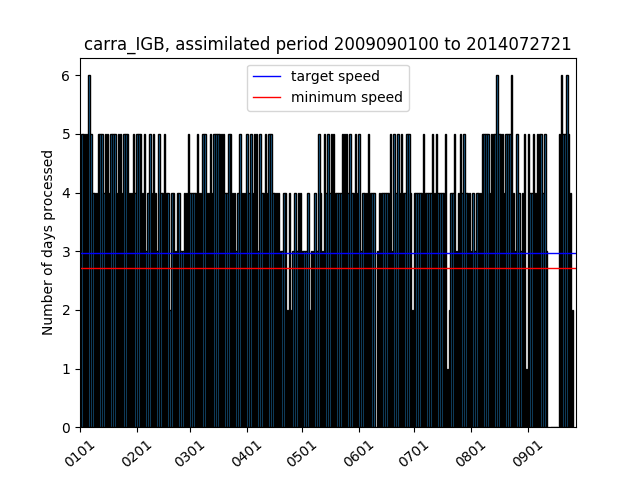 carra_IGB, assimilated period 2009090100 to 2014072721
target speed
minimum speed
Number of days processed
6
5
4
3
2
1
0
0101 0201 0301 0401 0501 0601 0701 0801 0901